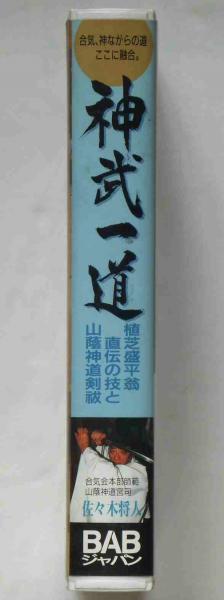 合気、神ながらの道
ここに融合。
神武一道
植芝盛平翁
直伝の技と
山蔭神道剣祓
合気会本部師範
山蔭神道宮司
佐々木将人
BAB
ジャパン